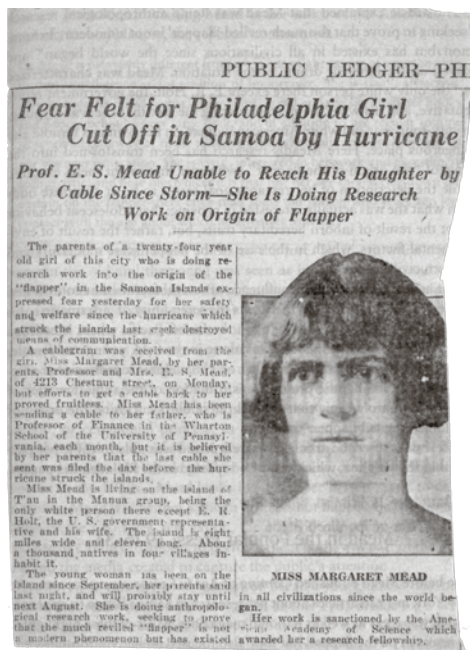 PUBLIC LEDGER—PH
Fear Felt for Philadelphia Girl
Cut Off in Samoa by Hurricane
Prof. E. S. Mead Unable to Reach His Daughter by
Cable Since Storm—She Is Doing Research
Work on Origin of Flapper
The parents of a twenty-four year
old girl of this city who is doing re-
search work into the origin of the
"flapper" in the Samoan Islands ex-
pressed fear yesterday for her safety
and welfare since the hurricane which
struck the islands last week destroyed
means of communication.
A cablegram was received from the
girl, Miss Margaret Mead, by her par-
ents, Professor and Mrs. E. S. Mead,
of 4213 Chestnut street, on Monday,
but efforts to get a cable back to her
proved fruitless. Miss Mead has been
sending a cable to her father, who is
Professor of Finance in the Wharton
School of the University of Pennsyl-
vania, each month, but it is believed
by her parents that the last cable she
sent was filed the day before the hur-
ricane struck the islands.
Miss Mead is living on the island of
T'au in the Manua group, being the
only white person there except E. R.
Holt, the U. S. government representa-
tive and his wife. The island is eight
miles wide and eleven long. About
a thousand natives in four villages in-
habit it.
The young woman has been on the
island since September, her parents said
last night, and will probably stay until
next August. She is doing anthropolo-
gical research work, seeking to prove
that the much reviled "flapper" is not
a modern phenomenon but has existed
MISS MARGARET MEAD
in all civilizations since the world be-
gan.
Her work is sanctioned by the Ame-
rican Academy of Science which
awarded her a research fellowship.